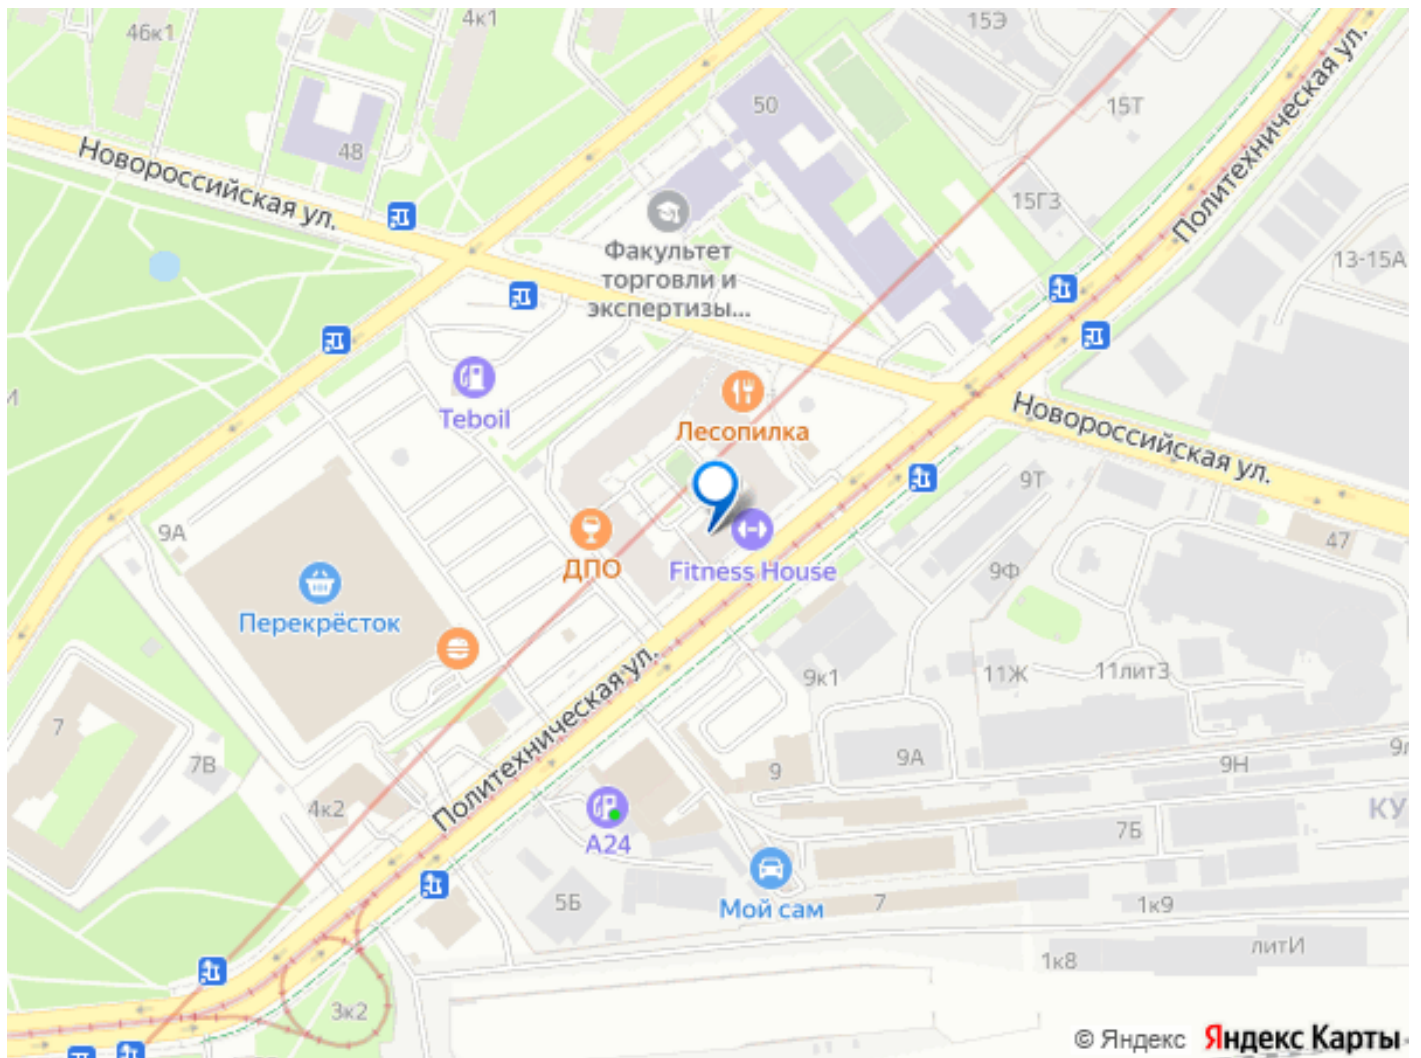 46к1
4к1
15Э
50
15Т
Политехническая ул.
48
Новороссийская ул.
15Г3
Факультет
торговли и
экспертизы...
13-15А
И
Teboil
Лесопилка
Новороссийская ул.
9Т
9А
47
ДПО
Fitness House
9Ф
Перекрёсток
11Ж
11лит3
9к1
Политехническая ул.
7
7В
9
9А
9Н
9л
4к2
КУ
7Б
А24
5Б
Мой сам
7
1к9
литИ
1к8
3к2
© Яндекс Яндекс Карты